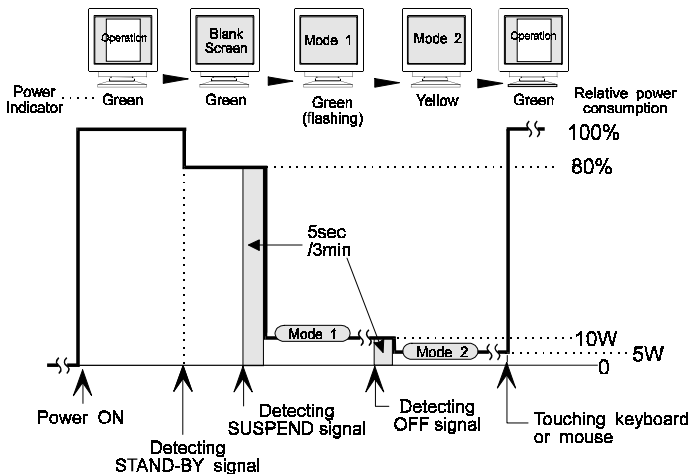 Operation
Blank
Screen
Mode 1
Mode 2
Operation
Power
Indicator
Green
Green
Green
(flashing)
Yellow
Green
Relative power
consumption
100%
80%
5sec
/3min
Mode 1
Mode 2
10W
5W
0
Power ON
Detecting
STAND-BY signal
Detecting
SUSPEND signal
Detecting
OFF signal
Touching keyboard
or mouse